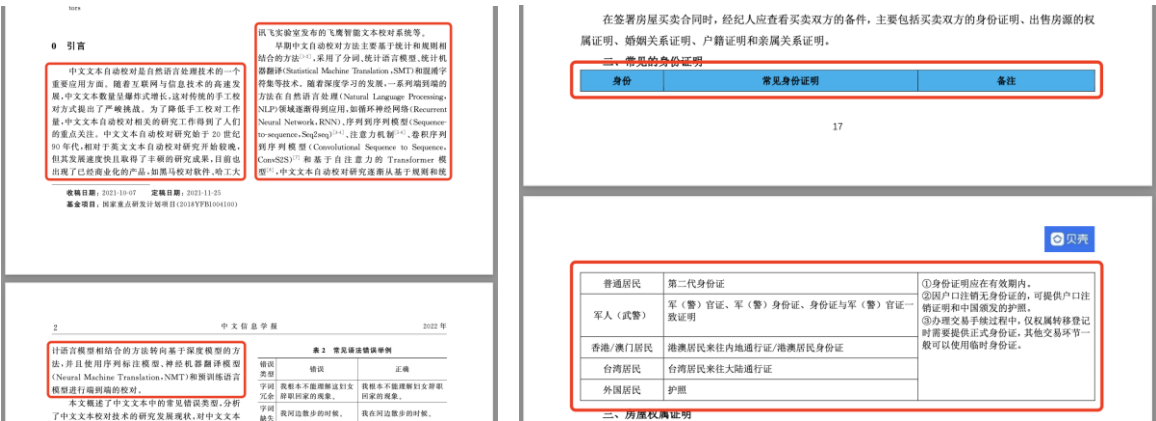 tors
0 引言
中文文本自动校对是自然语言处理技术的一个
重要应用方面。随着互联网与信息技术的高速发
展,中文文本数量呈爆炸式增长,这对传统的手工校
对方式提出了严峻挑战。为了降低手工校对工作
量,中文文本自动校对相关的研究工作得到了人们
的重点关注。中文文本自动校对研究始于 20 世纪
90 年代,相对于英文文本自动校对研究开始较晚,
但其发展速度快且取得了丰硕的研究成果,目前也
出现了已经商业化的产品,如黑马校对软件、哈工大
收稿日期:2021-10-07 定稿日期:2021-11-25
基金项目:国家重点研发计划项目(2018YFB1004100)
讯飞实验室发布的飞鹰智能文本校对系统等。
早期中文自动校对方法主要基于统计和规则相
结合的方法,采用了分词、统计语言模型、统计机
器翻译(Statistical Machine Translation,SMT)和混淆字
符集等技术。随着深度学习的发展,一系列端到端的
方法在自然语言处理(Natural Language Processing,
NLP)领域逐渐得到应用,如循环神经网络(Recurrent
Neural Network,RNN)、序列到序列模型(Sequence-
to-sequence,Seq2seq)、注意力机制、卷积序列
到序列模型(Convolutional Sequence to Sequence,
ConvS2S)[7] 和基于自注意力的 Transformer 模
型[8],中文文本自动校对研究逐渐从基于规则和统
2 中文信息学报 2022 年
计语言模型相结合的方法转向基于深度模型的方
法,并且使用序列标注模型、神经机器翻译模型
(Neural Machine Translation,NMT)和预训练语言
模型进行端到端的校对。
本文概述了中文文本中的常见错误类型,分析
了中文文本校对技术的研究发展现状,对中文文本
表 2 常见语法错误举例
错误类型 错误 正确
字词冗余 我根本不能理解这妇女辞职回家的现象。 我根本不能理解妇女辞职回家的现象。
字词缺失 我河边散步的时候。 我在河边散步的时候。
在签署房屋买卖合同时,经纪人应查看买卖双方的备件,主要包括买卖双方的身份证明、出售房源的权
属证明、婚姻关系证明、户籍证明和亲属关系证明。
二、常见的身份证明
身份 常见身份证明 备注
17
贝壳
普通居民 第二代身份证
军人(武警) 军(警)官证、军(警)身份证、身份证与军(警)官证一
致证明
香港/澳门居民 港澳居民来往内地通行证/港澳居民身份证
台湾居民 台湾居民来往大陆通行证
外国居民 护照
①身份证明应在有效期内。
②因户口注销无身份证的,可提供户口注
销证明和中国颁发的护照。
③办理交易手续过程中,仅权属转移登记
时需要提供正式身份证,其他交易环节一
般可以使用临时身份证。
三、房屋权属证明